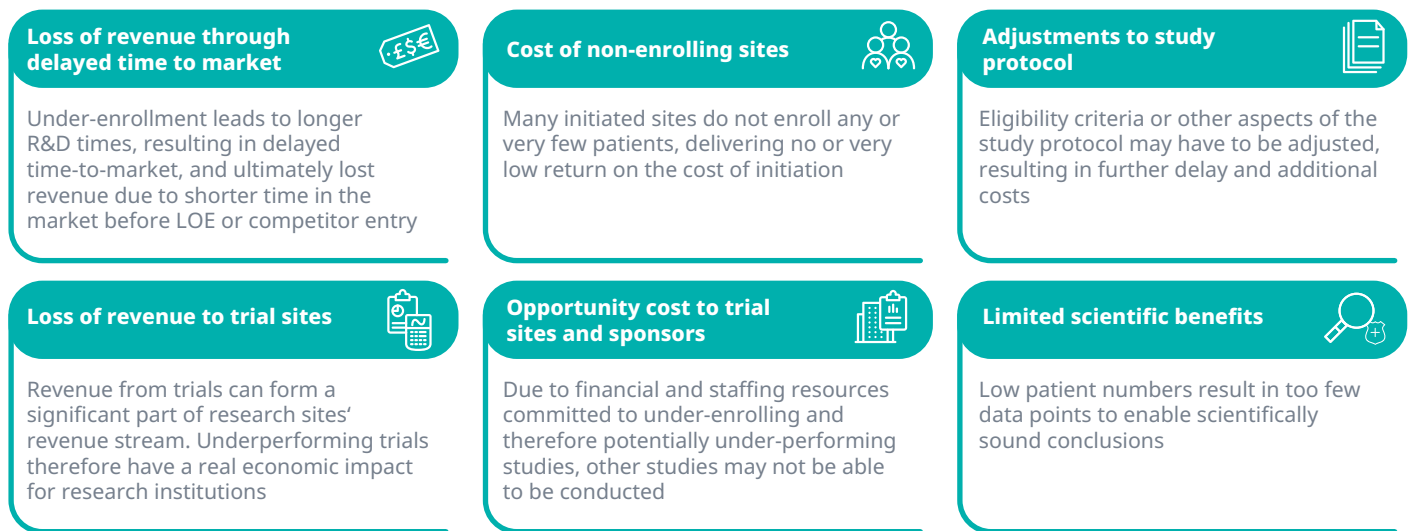 Loss of revenue through
delayed time to market
£$€
Under-enrollment leads to longer
R&D times, resulting in delayed
time-to-market, and ultimately lost
revenue due to shorter time in the
market before LOE or competitor entry
Cost of non-enrolling sites
Many initiated sites do not enroll any or
very few patients, delivering no or very
low return on the cost of initiation
Adjustments to study
protocol
Eligibility criteria or other aspects of the
study protocol may have to be adjusted,
resulting in further delay and additional
costs
Loss of revenue to trial sites
Revenue from trials can form a
significant part of research sites‘
revenue stream. Underperforming trials
therefore have a real economic impact
for research institutions
Opportunity cost to trial
sites and sponsors
Due to financial and staffing resources
committed to under-enrolling and
therefore potentially under-performing
studies, other studies may not be able
to be conducted
Limited scientific benefits
Low patient numbers result in too few
data points to enable scientifically
sound conclusions